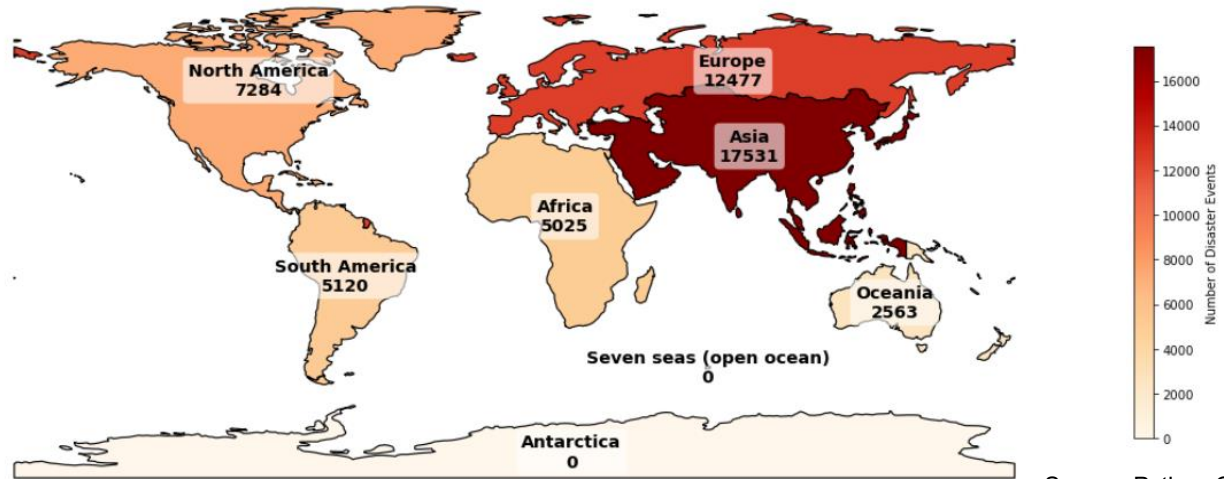 North America
7284
Europe
12477
Asia
17531
Africa
5025
South America
5120
Oceania
2563
Seven seas (open ocean)
0
Antarctica
0
16000
14000
12000
10000
8000
6000
4000
2000
0
Number of Disaster Events